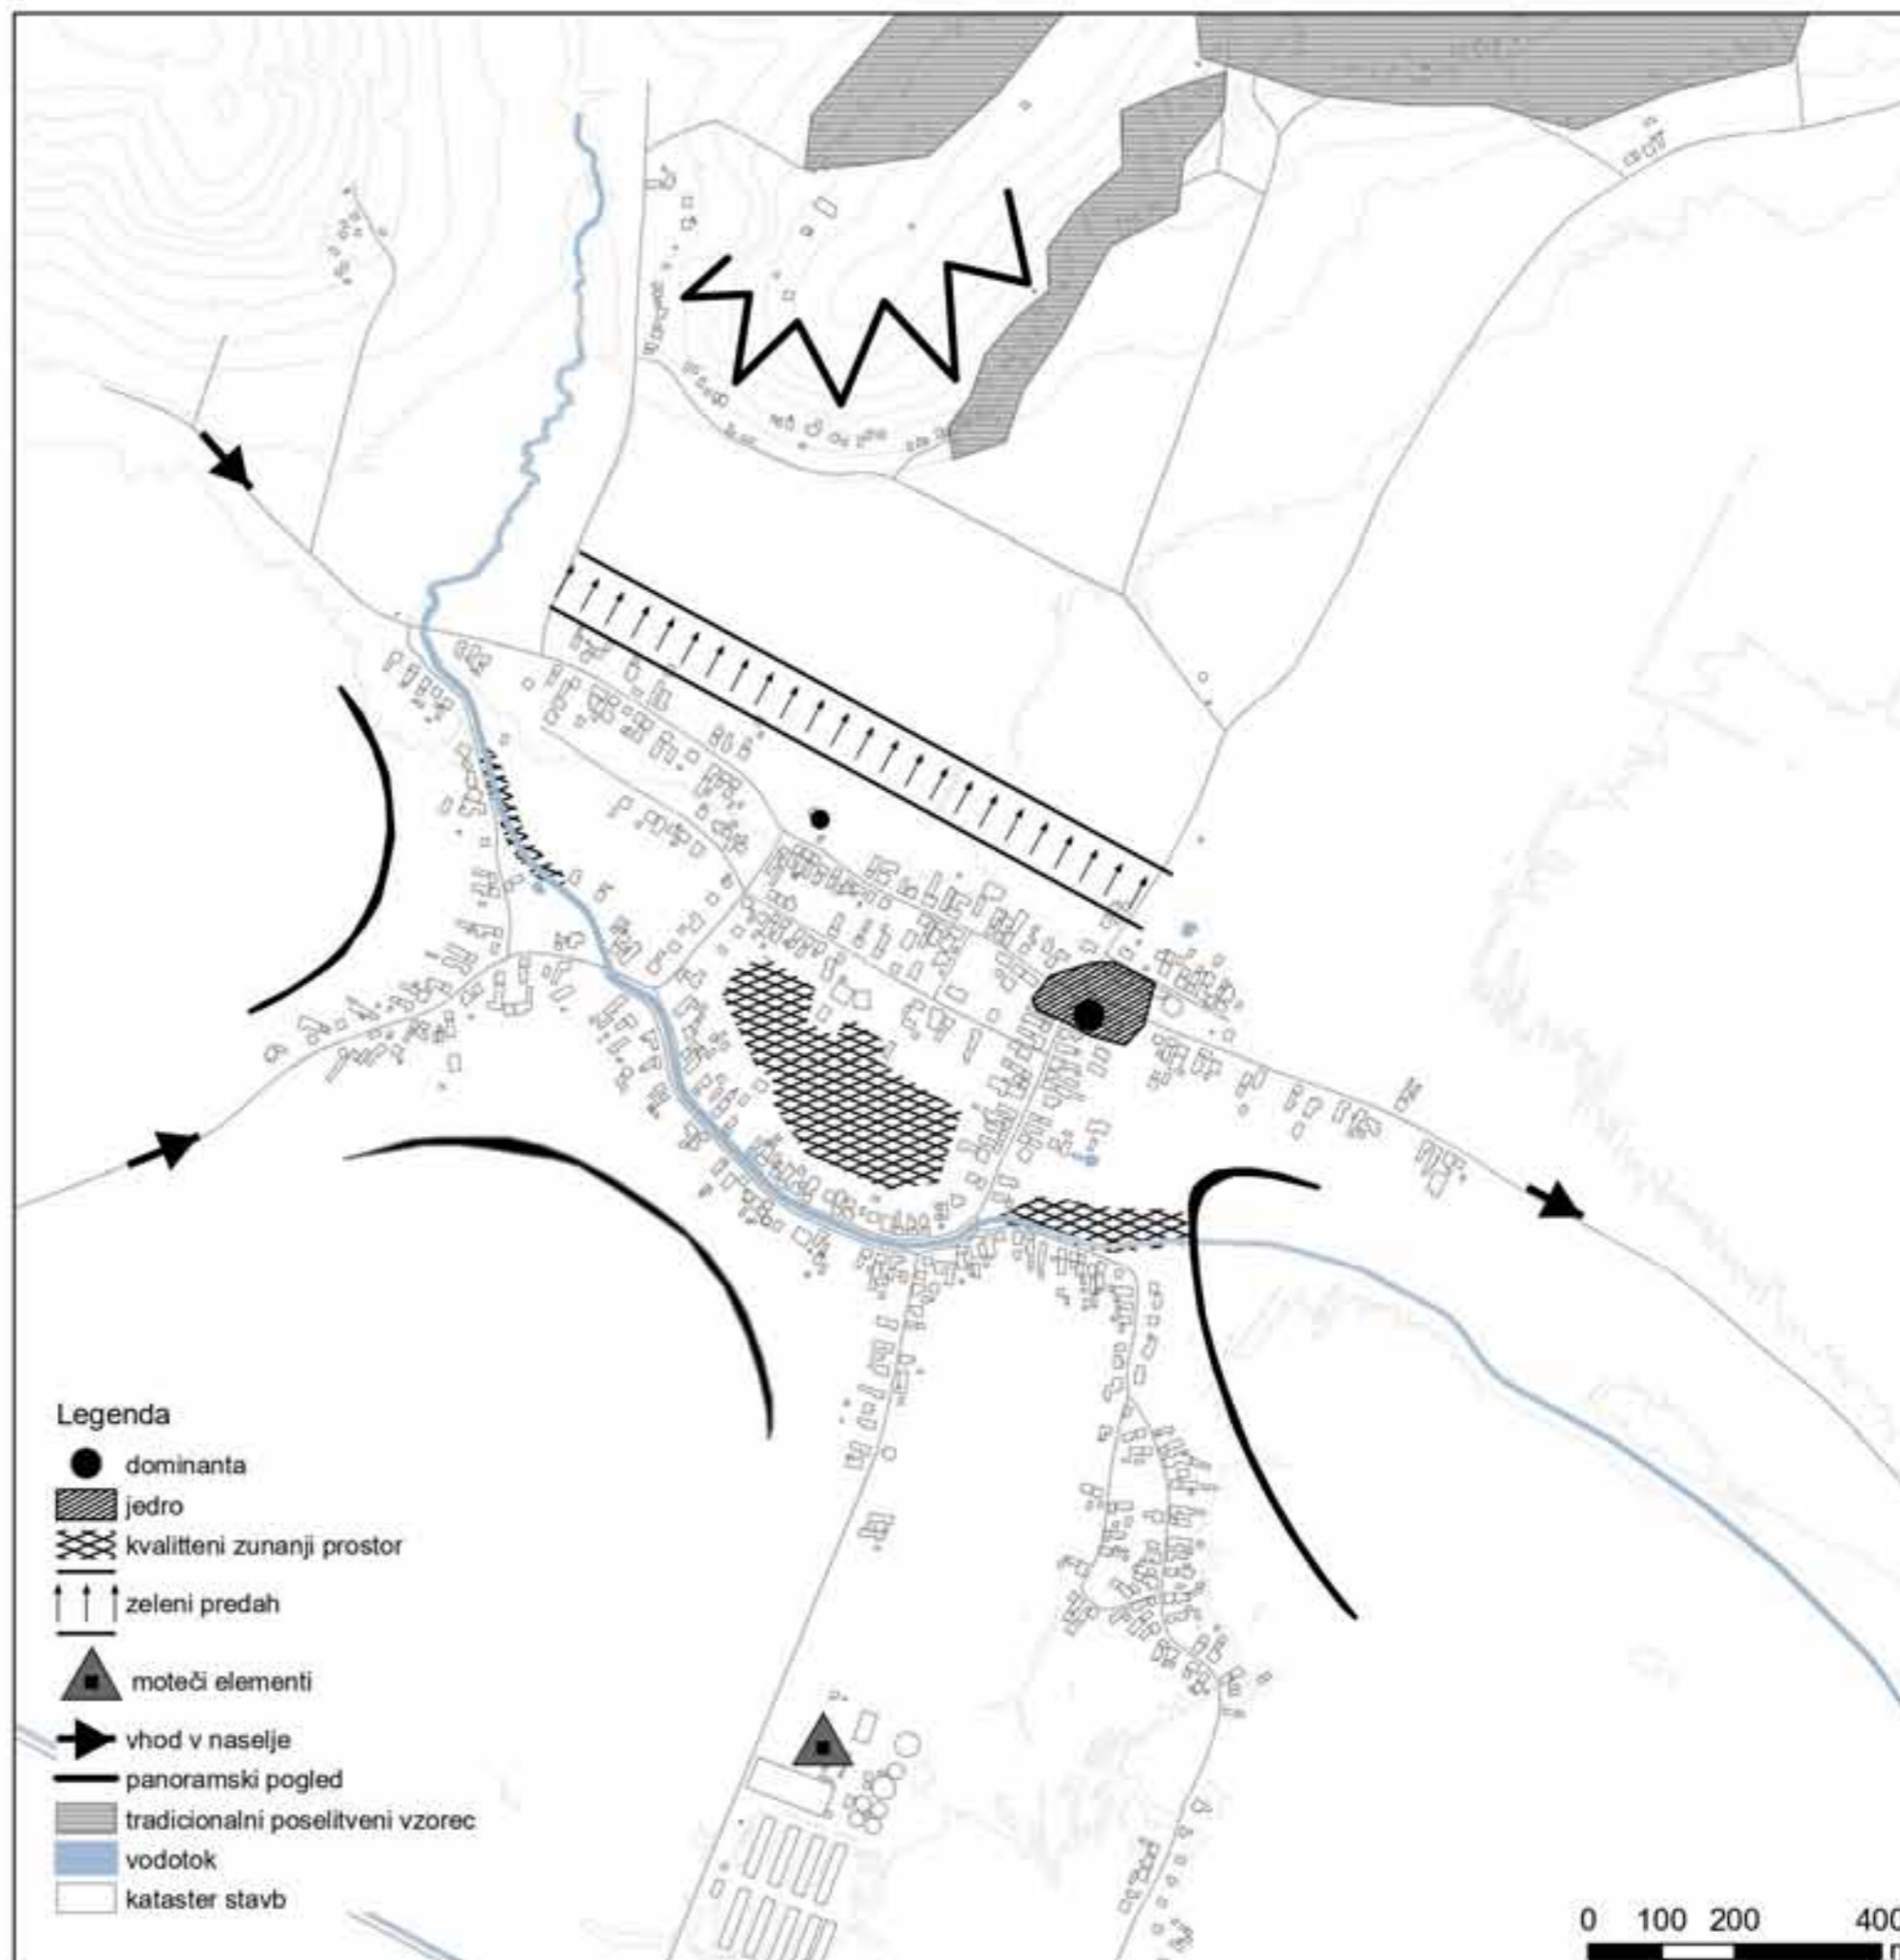 Legenda
dominanta
jedro
kvalitteni zunanji prostor
zeleni predah
moteči elementi
vhod v naselje
panoramski pogled
tradicionalni poselitveni vzorec
vodotok
kataster stavb
0 100 200 400